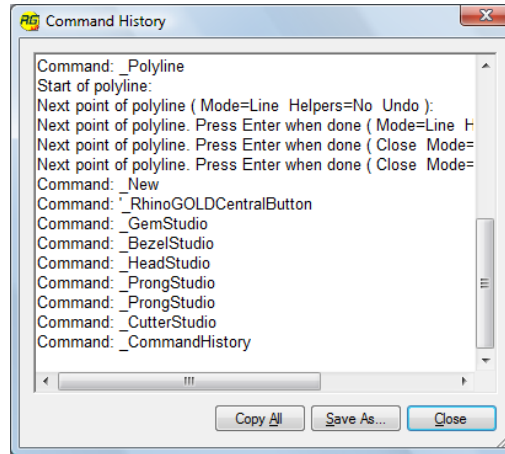 RG Command History
Command: _Polyline
Start of polyline:
Next point of polyline ( Mode=Line  Helpers=No  Undo ):
Next point of polyline. Press Enter when done ( Mode=Line  H
Next point of polyline. Press Enter when done ( Close  Mode=
Next point of polyline. Press Enter when done ( Close  Mode=
Command: _New
Command: '_RhinoGOLDCentralButton
Command: _GemStudio
Command: _BezelStudio
Command: _HeadStudio
Command: _ProngStudio
Command: _ProngStudio
Command: _CutterStudio
Command: _CommandHistory
Copy All Save As... Close